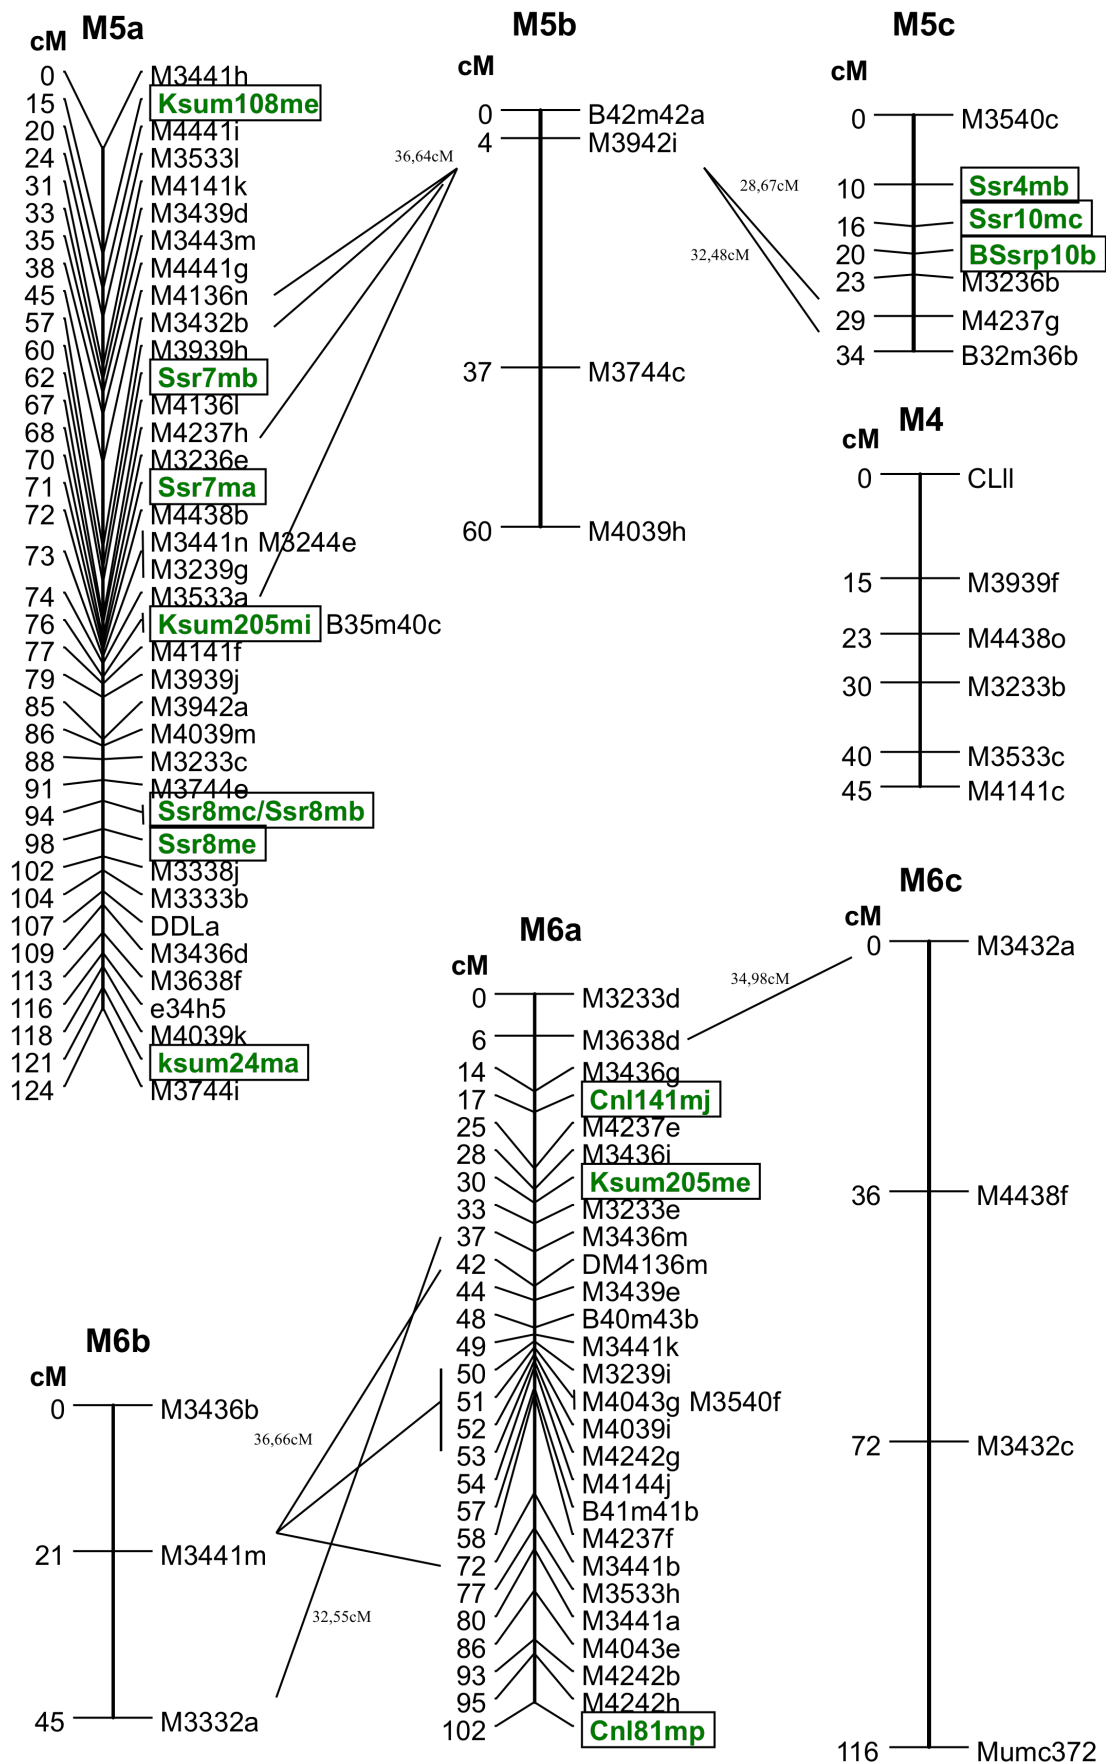 M5a
cM
0 M3441h
15 Ksum108me
20 M4441i
24 M3533l
31 M4141k
33 M3439d
35 M3443m
38 M4441g
45 M4136n
57 M3432b
60 M3939h
62 Ssr7mb
67 M4136l
68 M4237h
70 M3236e
71 Ssr7ma
72 M4438b
73 M3441n M3244e
M3239g
74 M3533a
76 Ksum205mi B35m40c
77 M4141f
79 M3939j
85 M3942a
86 M4039m
88 M3233c
91 M3744e
94 Ssr8mc/Ssr8mb
98 Ssr8me
102 M3338j
104 M3333b
107 DDLa
109 M3436d
113 M3638f
116 e34h5
118 M4039k
121 ksum24ma
124 M3744i
36,64cM
M5b
cM
0 B42m42a
4 M3942i
37 M3744c
60 M4039h
28,67cM
32,48cM
M5c
cM
0 M3540c
10 Ssr4mb
16 Ssr10mc
20 BSsrp10b
23 M3236b
29 M4237g
34 B32m36b
M4
cM
0 CLII
15 M3939f
23 M4438o
30 M3233b
40 M3533c
45 M4141c
M6a
cM
0 M3233d
6 M3638d
14 M3436g
17 Cnl141mj
25 M4237e
28 M3436i
30 Ksum205me
33 M3233e
37 M3436m
42 DM4136m
44 M3439e
48 B40m43b
49 M3441k
50 M3239i
51 M4043g M3540f
52 M4039i
53 M4242g
54 M4144j
57 B41m41b
58 M4237f
72 M3441b
77 M3533h
80 M3441a
86 M4043e
93 M4242b
95 M4242h
102 Cnl81mp
34,98cM
M6c
cM
0 M3432a
36 M4438f
72 M3432c
116 Mumc372
M6b
cM
0 M3436b
21 M3441m
45 M3332a
36,66cM
32,55cM